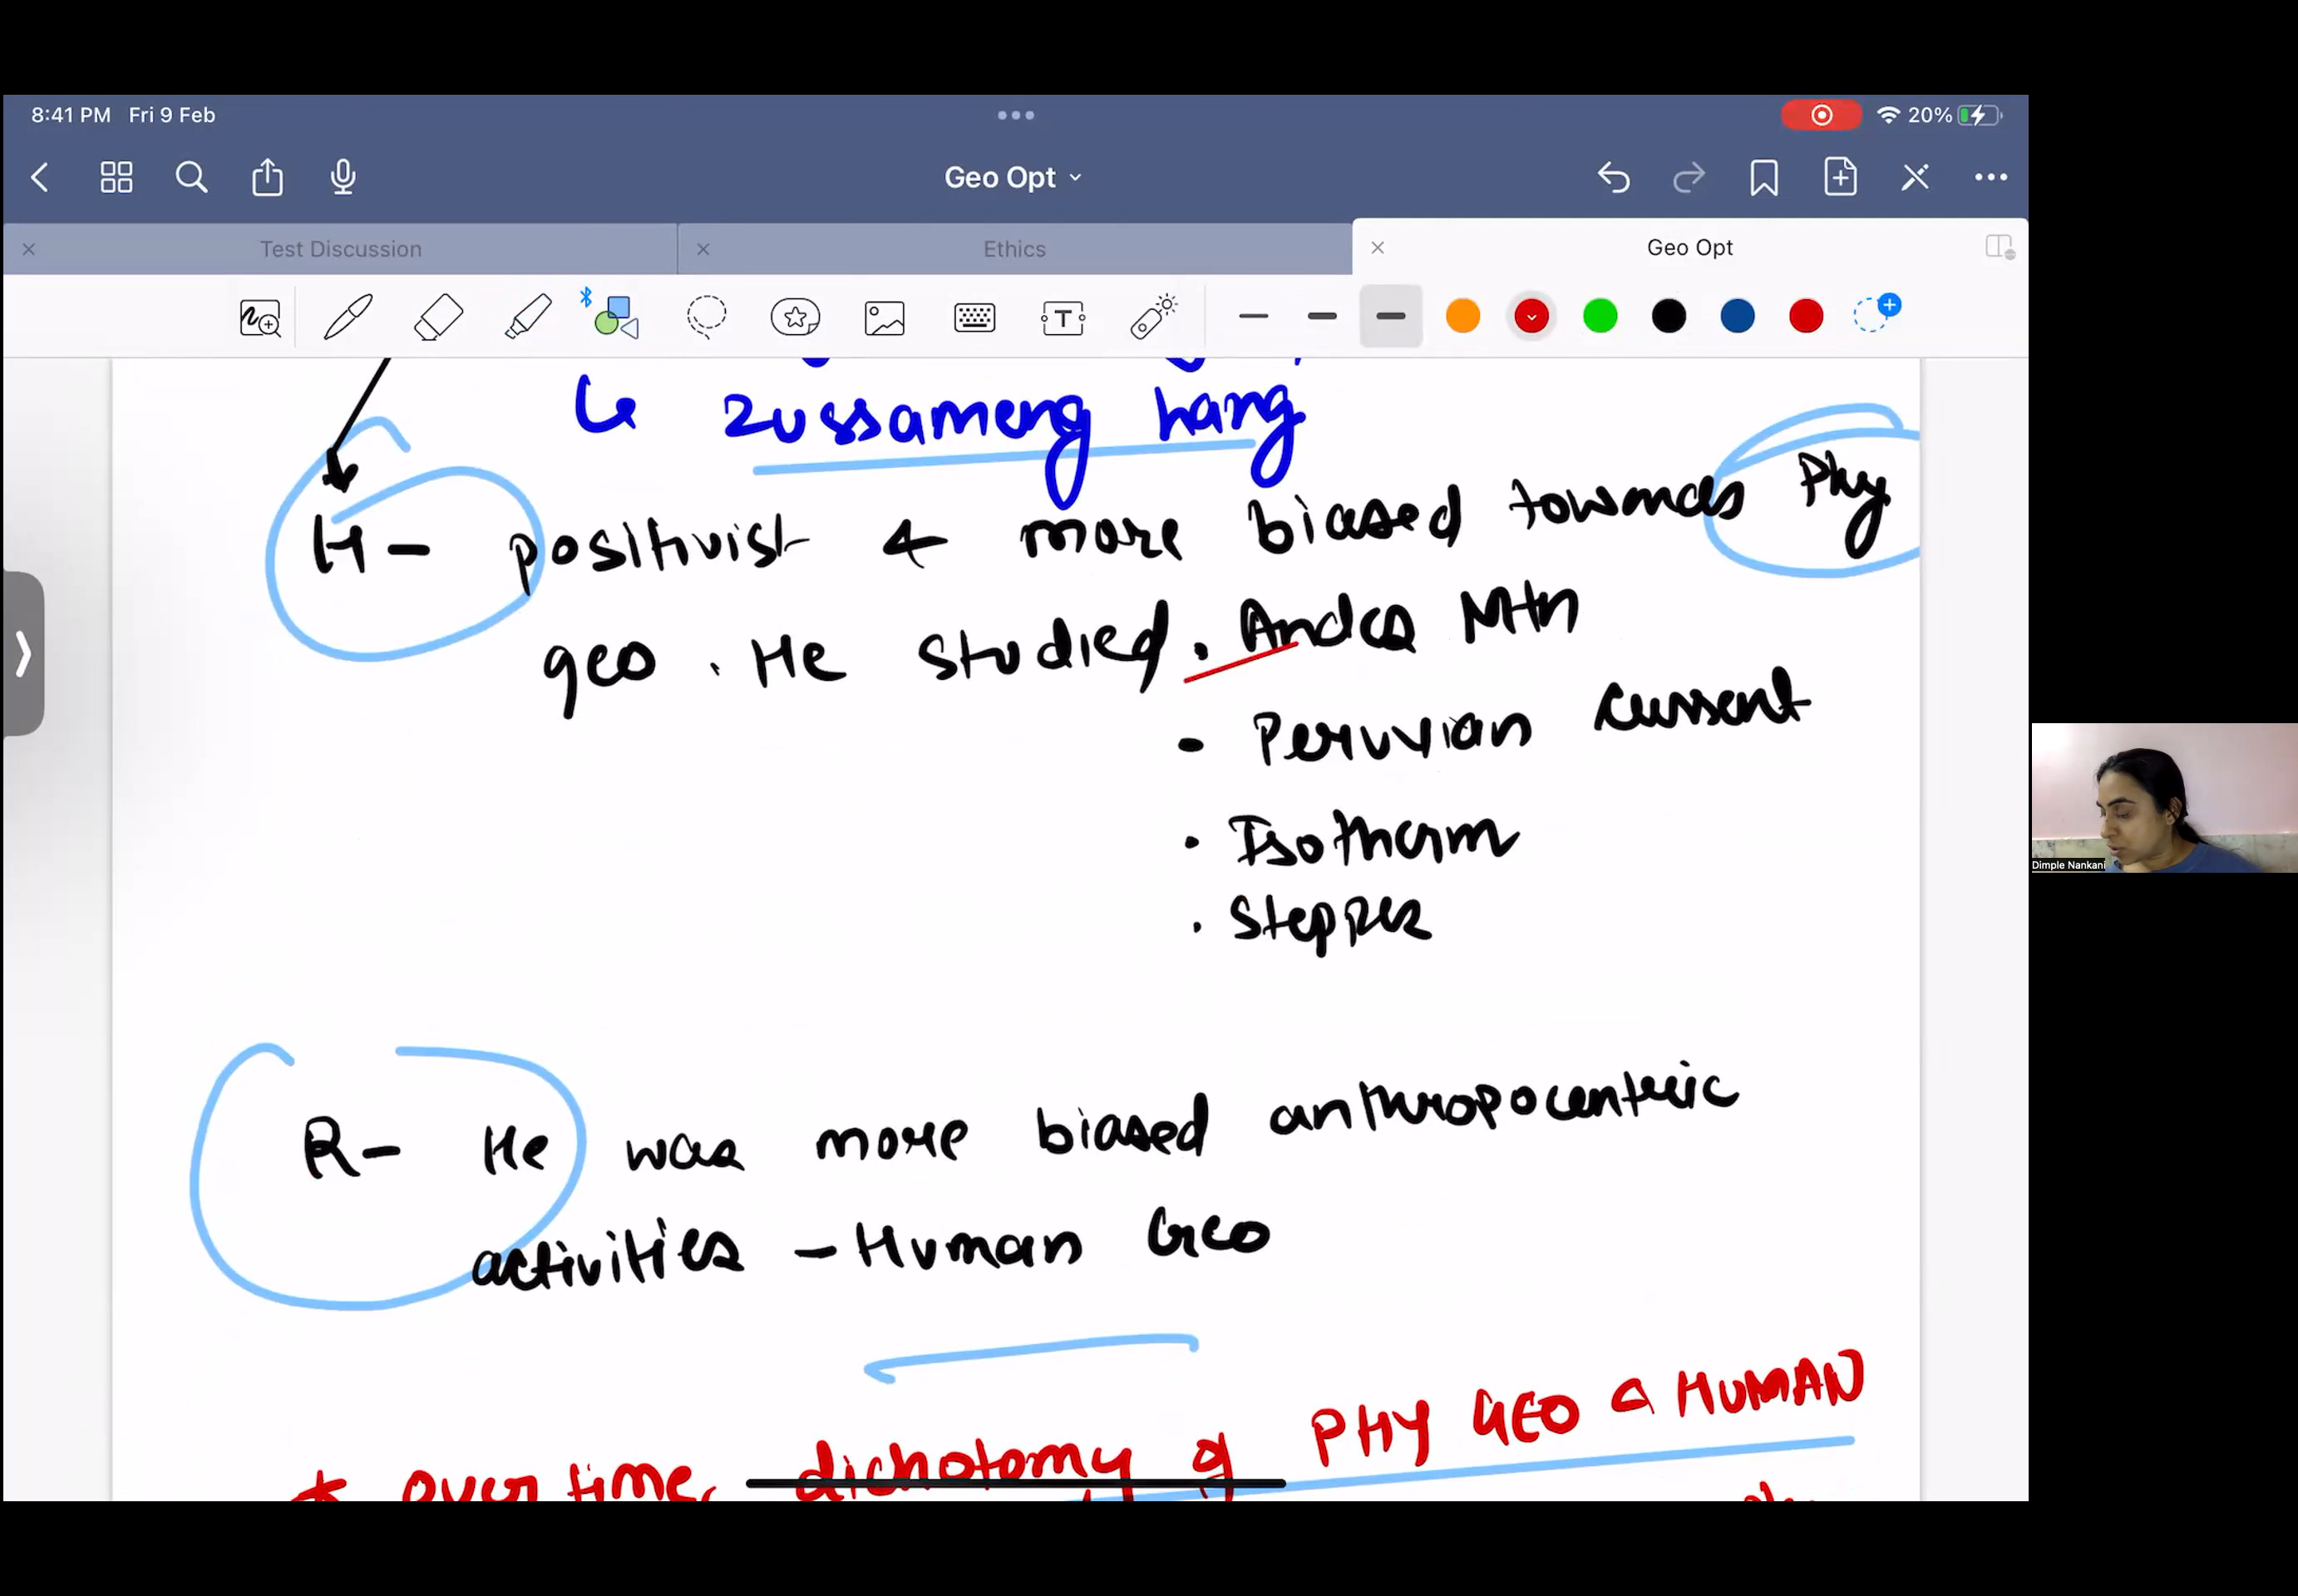 8:41 PM Fri 9 Feb
20%
Geo Opt
Test Discussion
Ethics
Geo Opt
T
zussameng hang
H- positivist & more biased towards Phy
geo. He studied. Andes Mtn
- Peruvian current
• Isotherm
• Steppes
R- He was more biased anthropocentric
activities - Human Geo
* over time, dichotomy of PHY GEO & HUMAN
Dimple Nankani